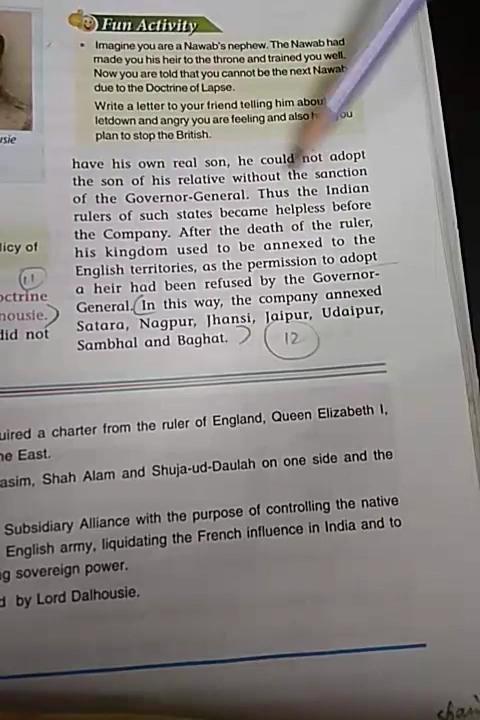 Fun Activity
• Imagine you are a Nawab's nephew. The Nawab had
made you his heir to the throne and trained you well.
Now you are told that you cannot be the next Nawab
due to the Doctrine of Lapse.
Write a letter to your friend telling him about
letdown and angry you are feeling and also you
plan to stop the British.
sie
have his own real son, he could not adopt
the son of his relative without the sanction
of the Governor-General. Thus the Indian
rulers of such states became helpless before
the Company. After the death of the ruler,
his kingdom used to be annexed to the
English territories, as the permission to adopt
a heir had been refused by the Governor-
General. In this way, the company annexed
Satara, Nagpur, Jhansi, Jaipur, Udaipur,
Sambhal and Baghat.
12
licy of
11
octrine
housie.
did not
uired a charter from the ruler of England, Queen Elizabeth I,
he East.
asim, Shah Alam and Shuja-ud-Daulah on one side and the
Subsidiary Alliance with the purpose of controlling the native
English army, liquidating the French influence in India and to
g sovereign power.
d by Lord Dalhousie.